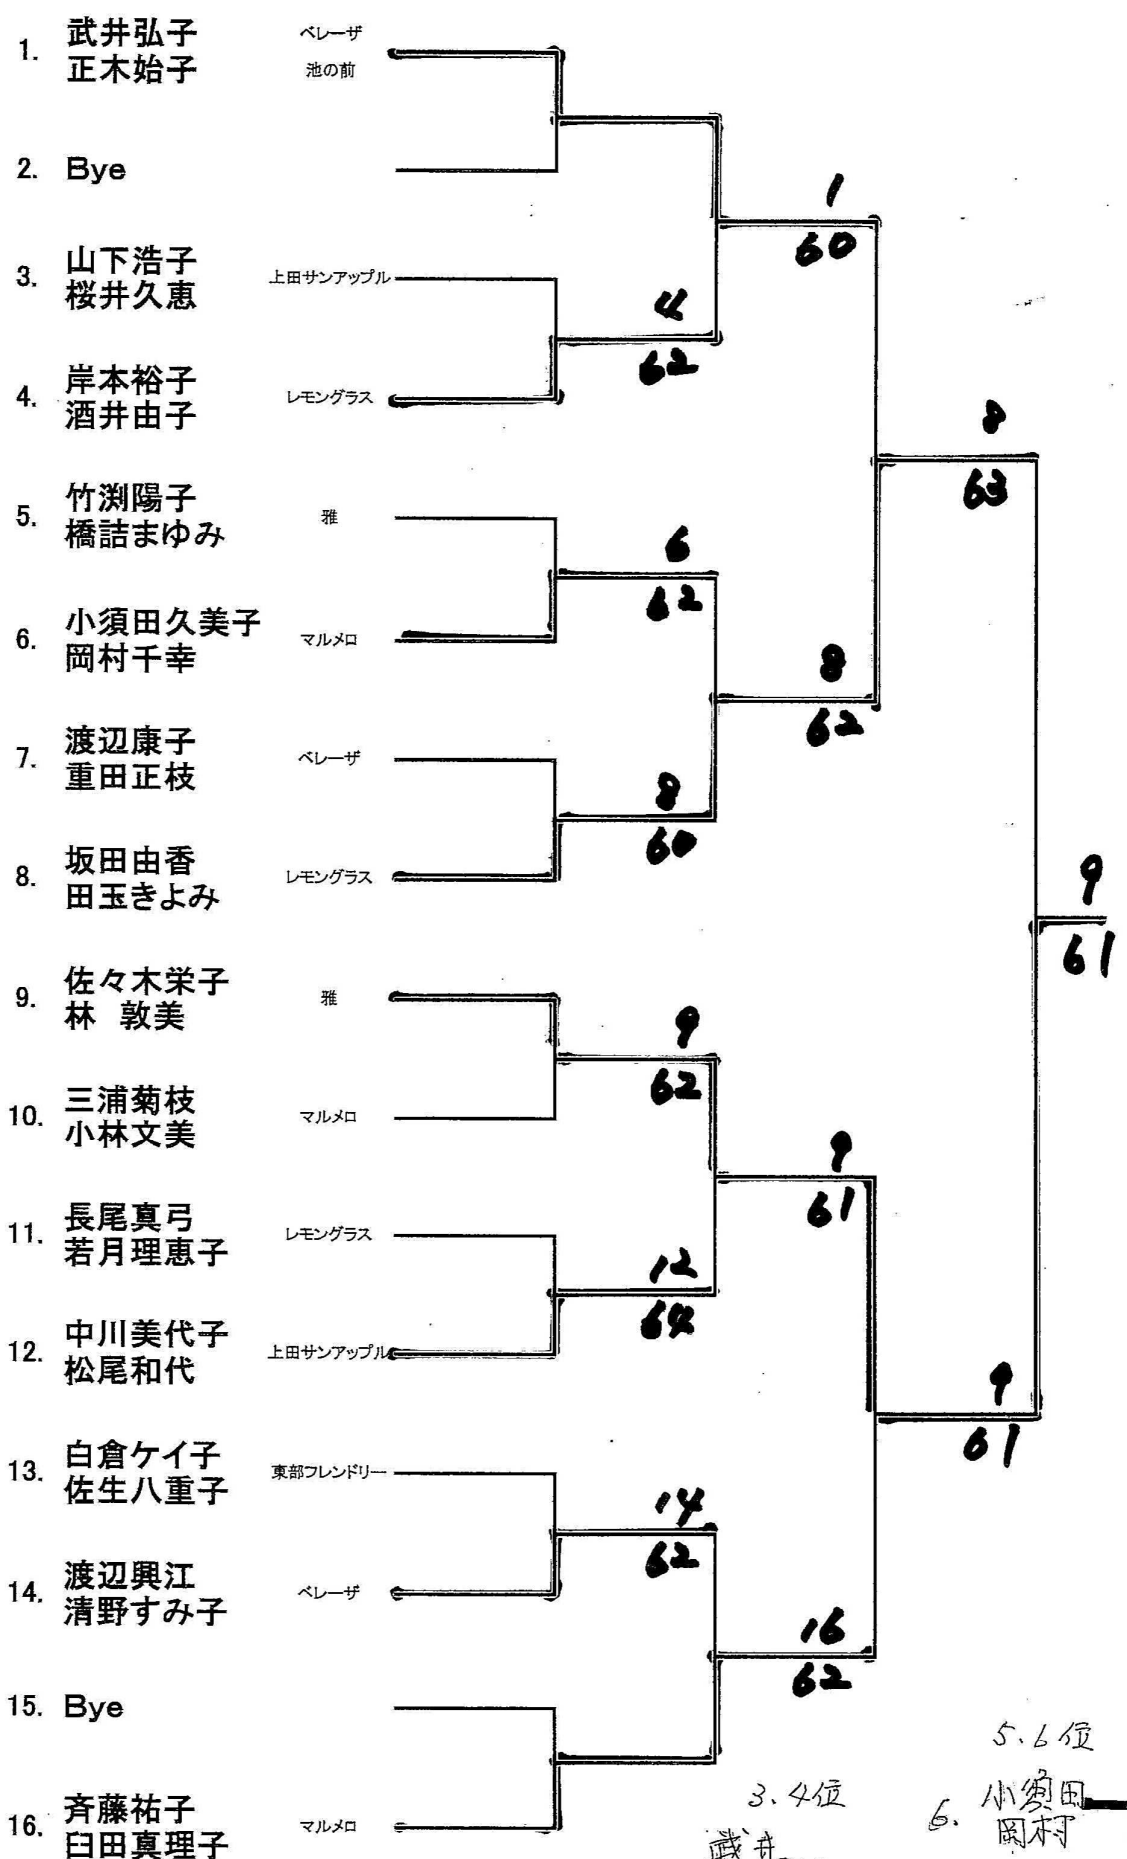 1. 武井弘子 ベレーザ
正木始子 池の前
2. Bye
1
60
3. 山下浩子 上田サンアップル
桜井久恵
4
62
4. 岸本裕子 レモングラス
酒井由子
8
63
5. 竹渕陽子 雅
橋詰まゆみ
6
62
6. 小須田久美子 マルメロ
岡村千幸
8
62
7. 渡辺康子 ベレーザ
重田正枝
8
60
8. 坂田由香 レモングラス
田玉きよみ
9
61
9. 佐々木栄子 雅
林 敦美
9
62
10. 三浦菊枝 マルメロ
小林文美
9
61
11. 長尾真弓 レモングラス
若月理恵子
12
64
12. 中川美代子 上田サンアップル
松尾和代
9
61
13. 白倉ケイ子 東部フレンドリー
佐生八重子
14
62
14. 渡辺興江 ベレーザ
清野すみ子
16
62
15. Bye
16. 斉藤祐子 マルメロ
臼田真理子
3.4位
武井
5.6位
6. 小須田
岡村